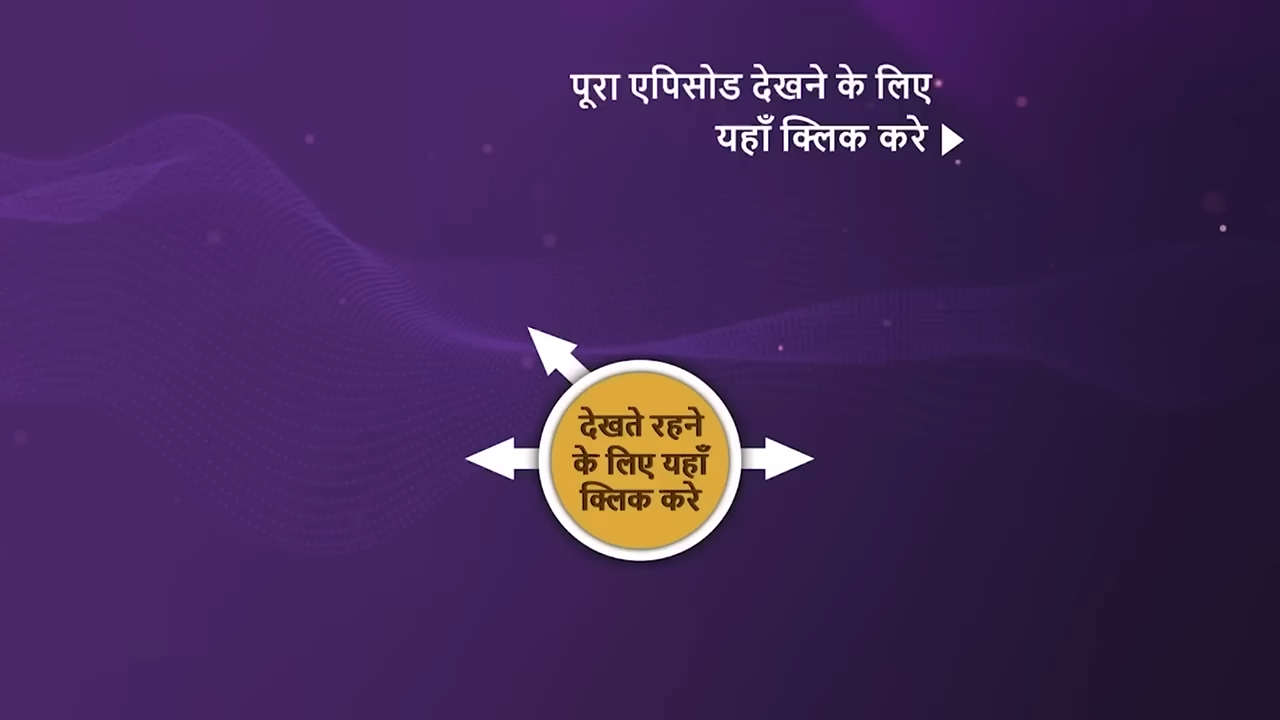 पूरा एपिसोड देखने के लिए
यहाँ क्लिक करे
देखते रहने
के लिए यहाँ
क्लिक करे